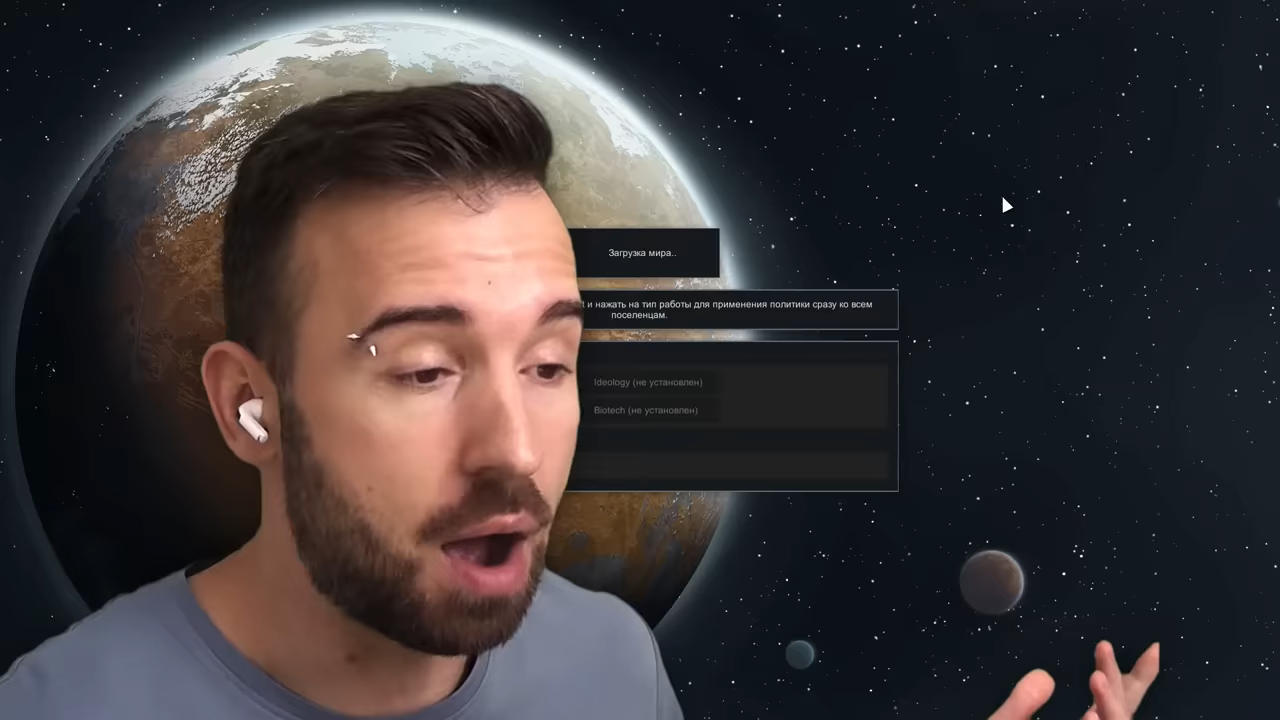 Загрузка мира..
и нажать на тип работы для применения политики сразу ко всем
поселенцам.
Ideology (не установлен)
Biotech (не установлен)